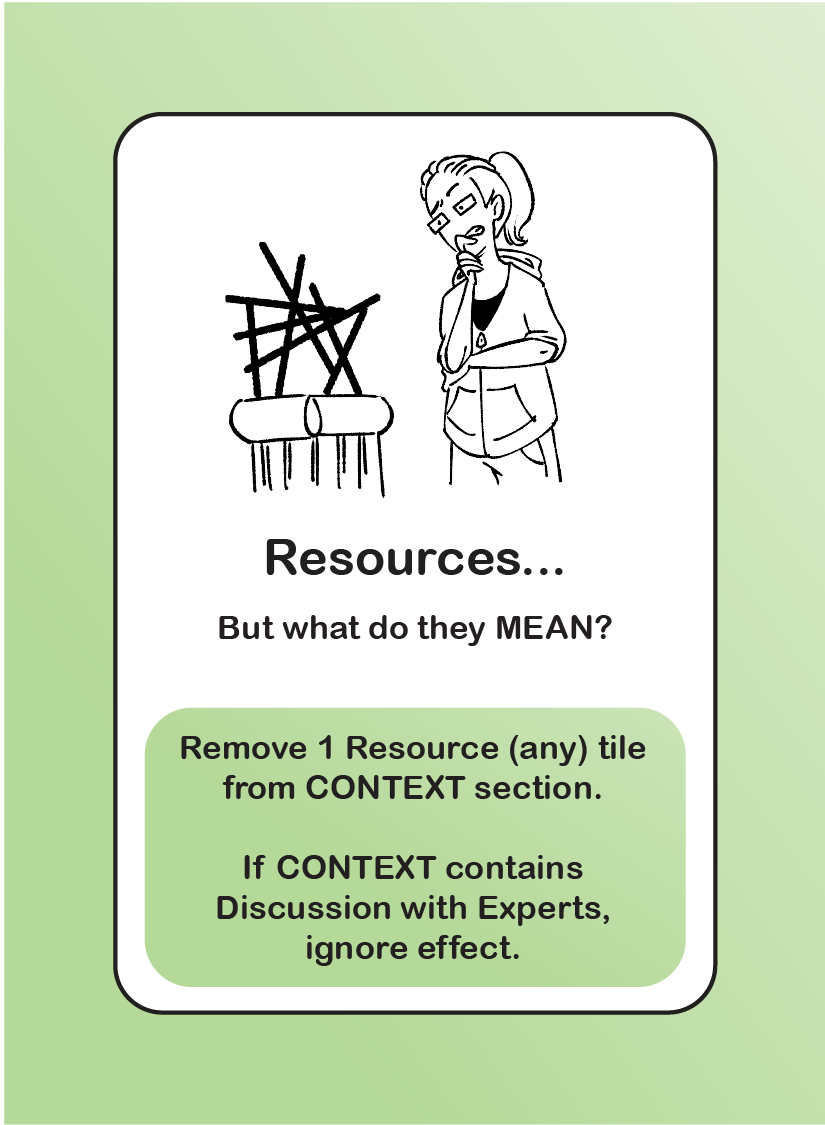 Resources...
But what do they MEAN?
Remove 1 Resource (any) tile
from CONTEXT section.
If CONTEXT contains
Discussion with Experts,
ignore effect.